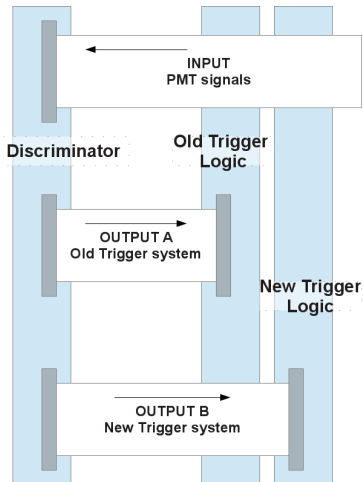 INPUT
PMT signals
Discriminator
Old Trigger
Logic
OUTPUT A
Old Trigger system
New Trigger
Logic
OUTPUT B
New Trigger system